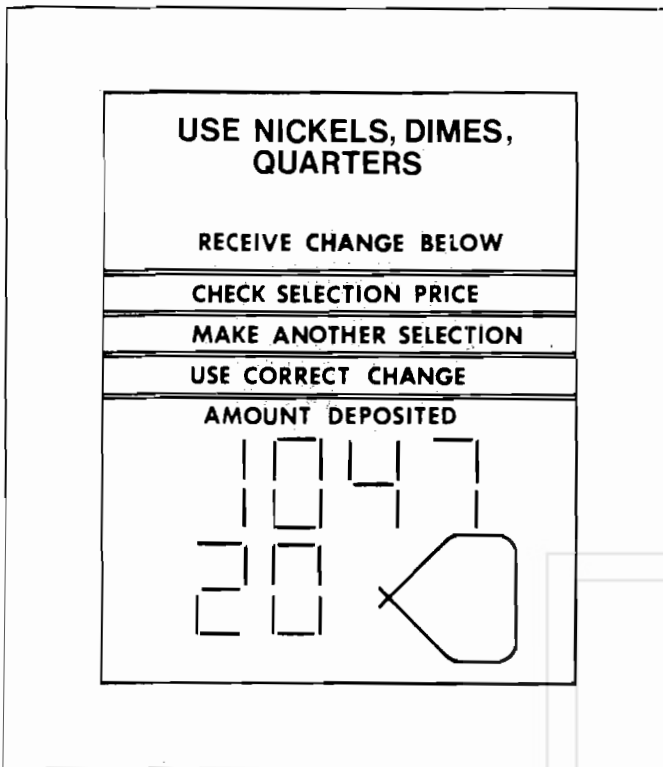 USE NICKELS, DIMES,
QUARTERS
RECEIVE CHANGE BELOW
CHECK SELECTION PRICE
MAKE ANOTHER SELECTION
USE CORRECT CHANGE
AMOUNT DEPOSITED
1047
20